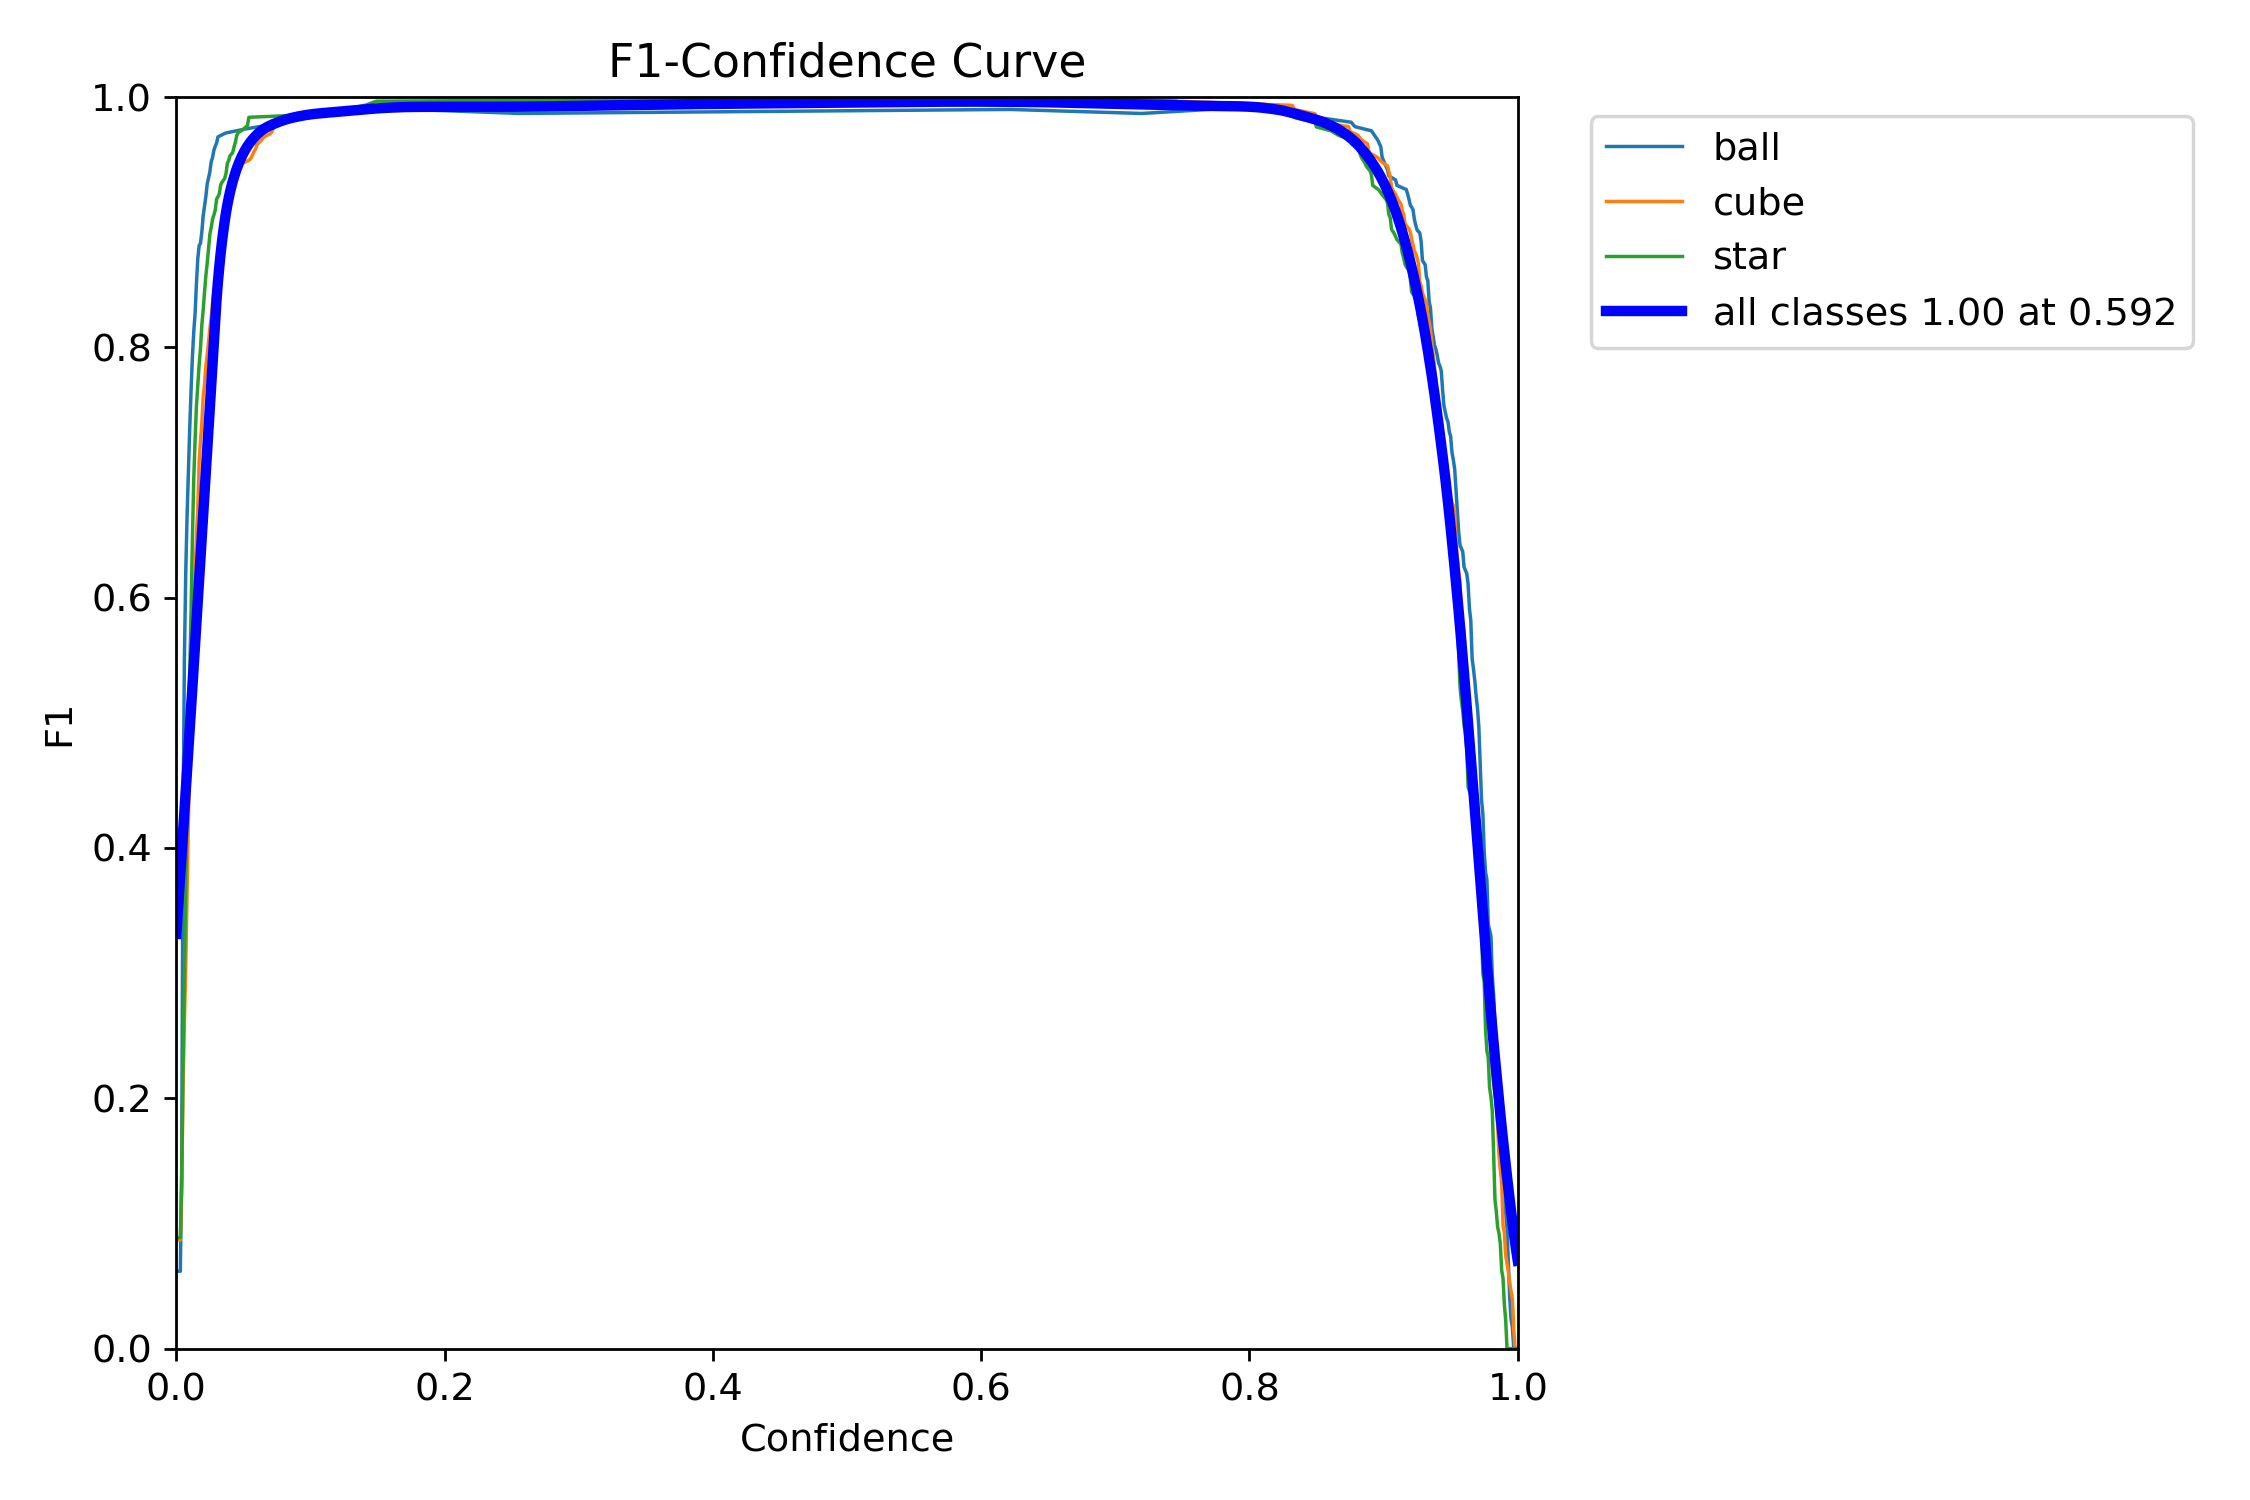 F1-Confidence Curve
1.0
0.8
0.6
0.4
0.2
0.0
F1
0.0 0.2 0.4 0.6 0.8 1.0
Confidence
ball
cube
star
all classes 1.00 at 0.592